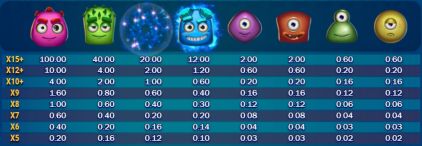 X15+ 100.00 40.00 20.00 12.00 2.00 2.00 0.60 0.60
X12+ 10.00 4.00 2.00 1.20 0.60 0.60 0.20 0.20
X10+ 4.00 2.00 1.00 0.60 0.20 0.20 0.16 0.16
X9 1.60 0.80 0.60 0.40 0.16 0.16 0.12 0.12
X8 1.00 0.60 0.40 0.30 0.12 0.12 0.06 0.06
X7 0.60 0.40 0.20 0.20 0.08 0.08 0.04 0.04
X6 0.40 0.20 0.16 0.14 0.04 0.04 0.03 0.03
X5 0.20 0.16 0.12 0.10 0.03 0.03 0.02 0.02